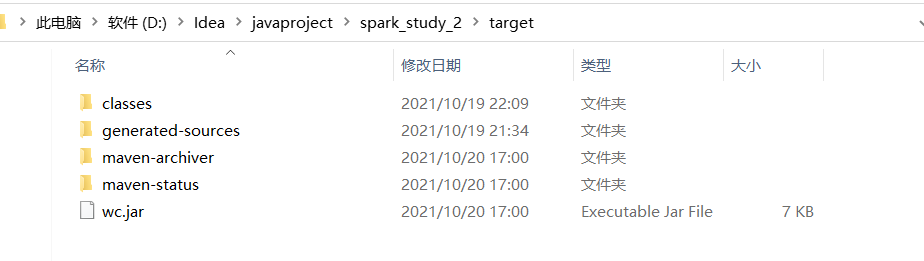 此电脑 > 软件 (D:) > Idea > javaproject > spark_study_2 > target
名称 修改日期 类型 大小
classes 2021/10/19 22:09 文件夹
generated-sources 2021/10/19 21:34 文件夹
maven-archiver 2021/10/20 17:00 文件夹
maven-status 2021/10/20 17:00 文件夹
wc.jar 2021/10/20 17:00 Executable Jar File 7 KB